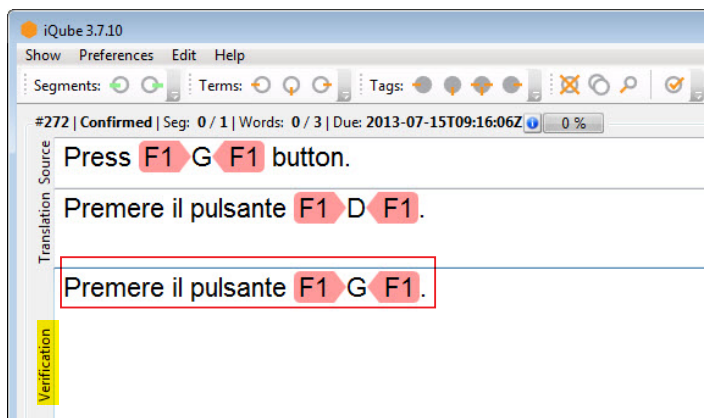 iQube 3.7.10
Show Preferences Edit Help
Segments: Terms: Tags:
#272 | Confirmed | Seg: 0 / 1 | Words: 0 / 3 | Due: 2013-07-15T09:16:06Z 0 %
Source
Press F1 G F1 button.
Translation
Premere il pulsante F1 D F1.
Verification
Premere il pulsante F1 G F1.